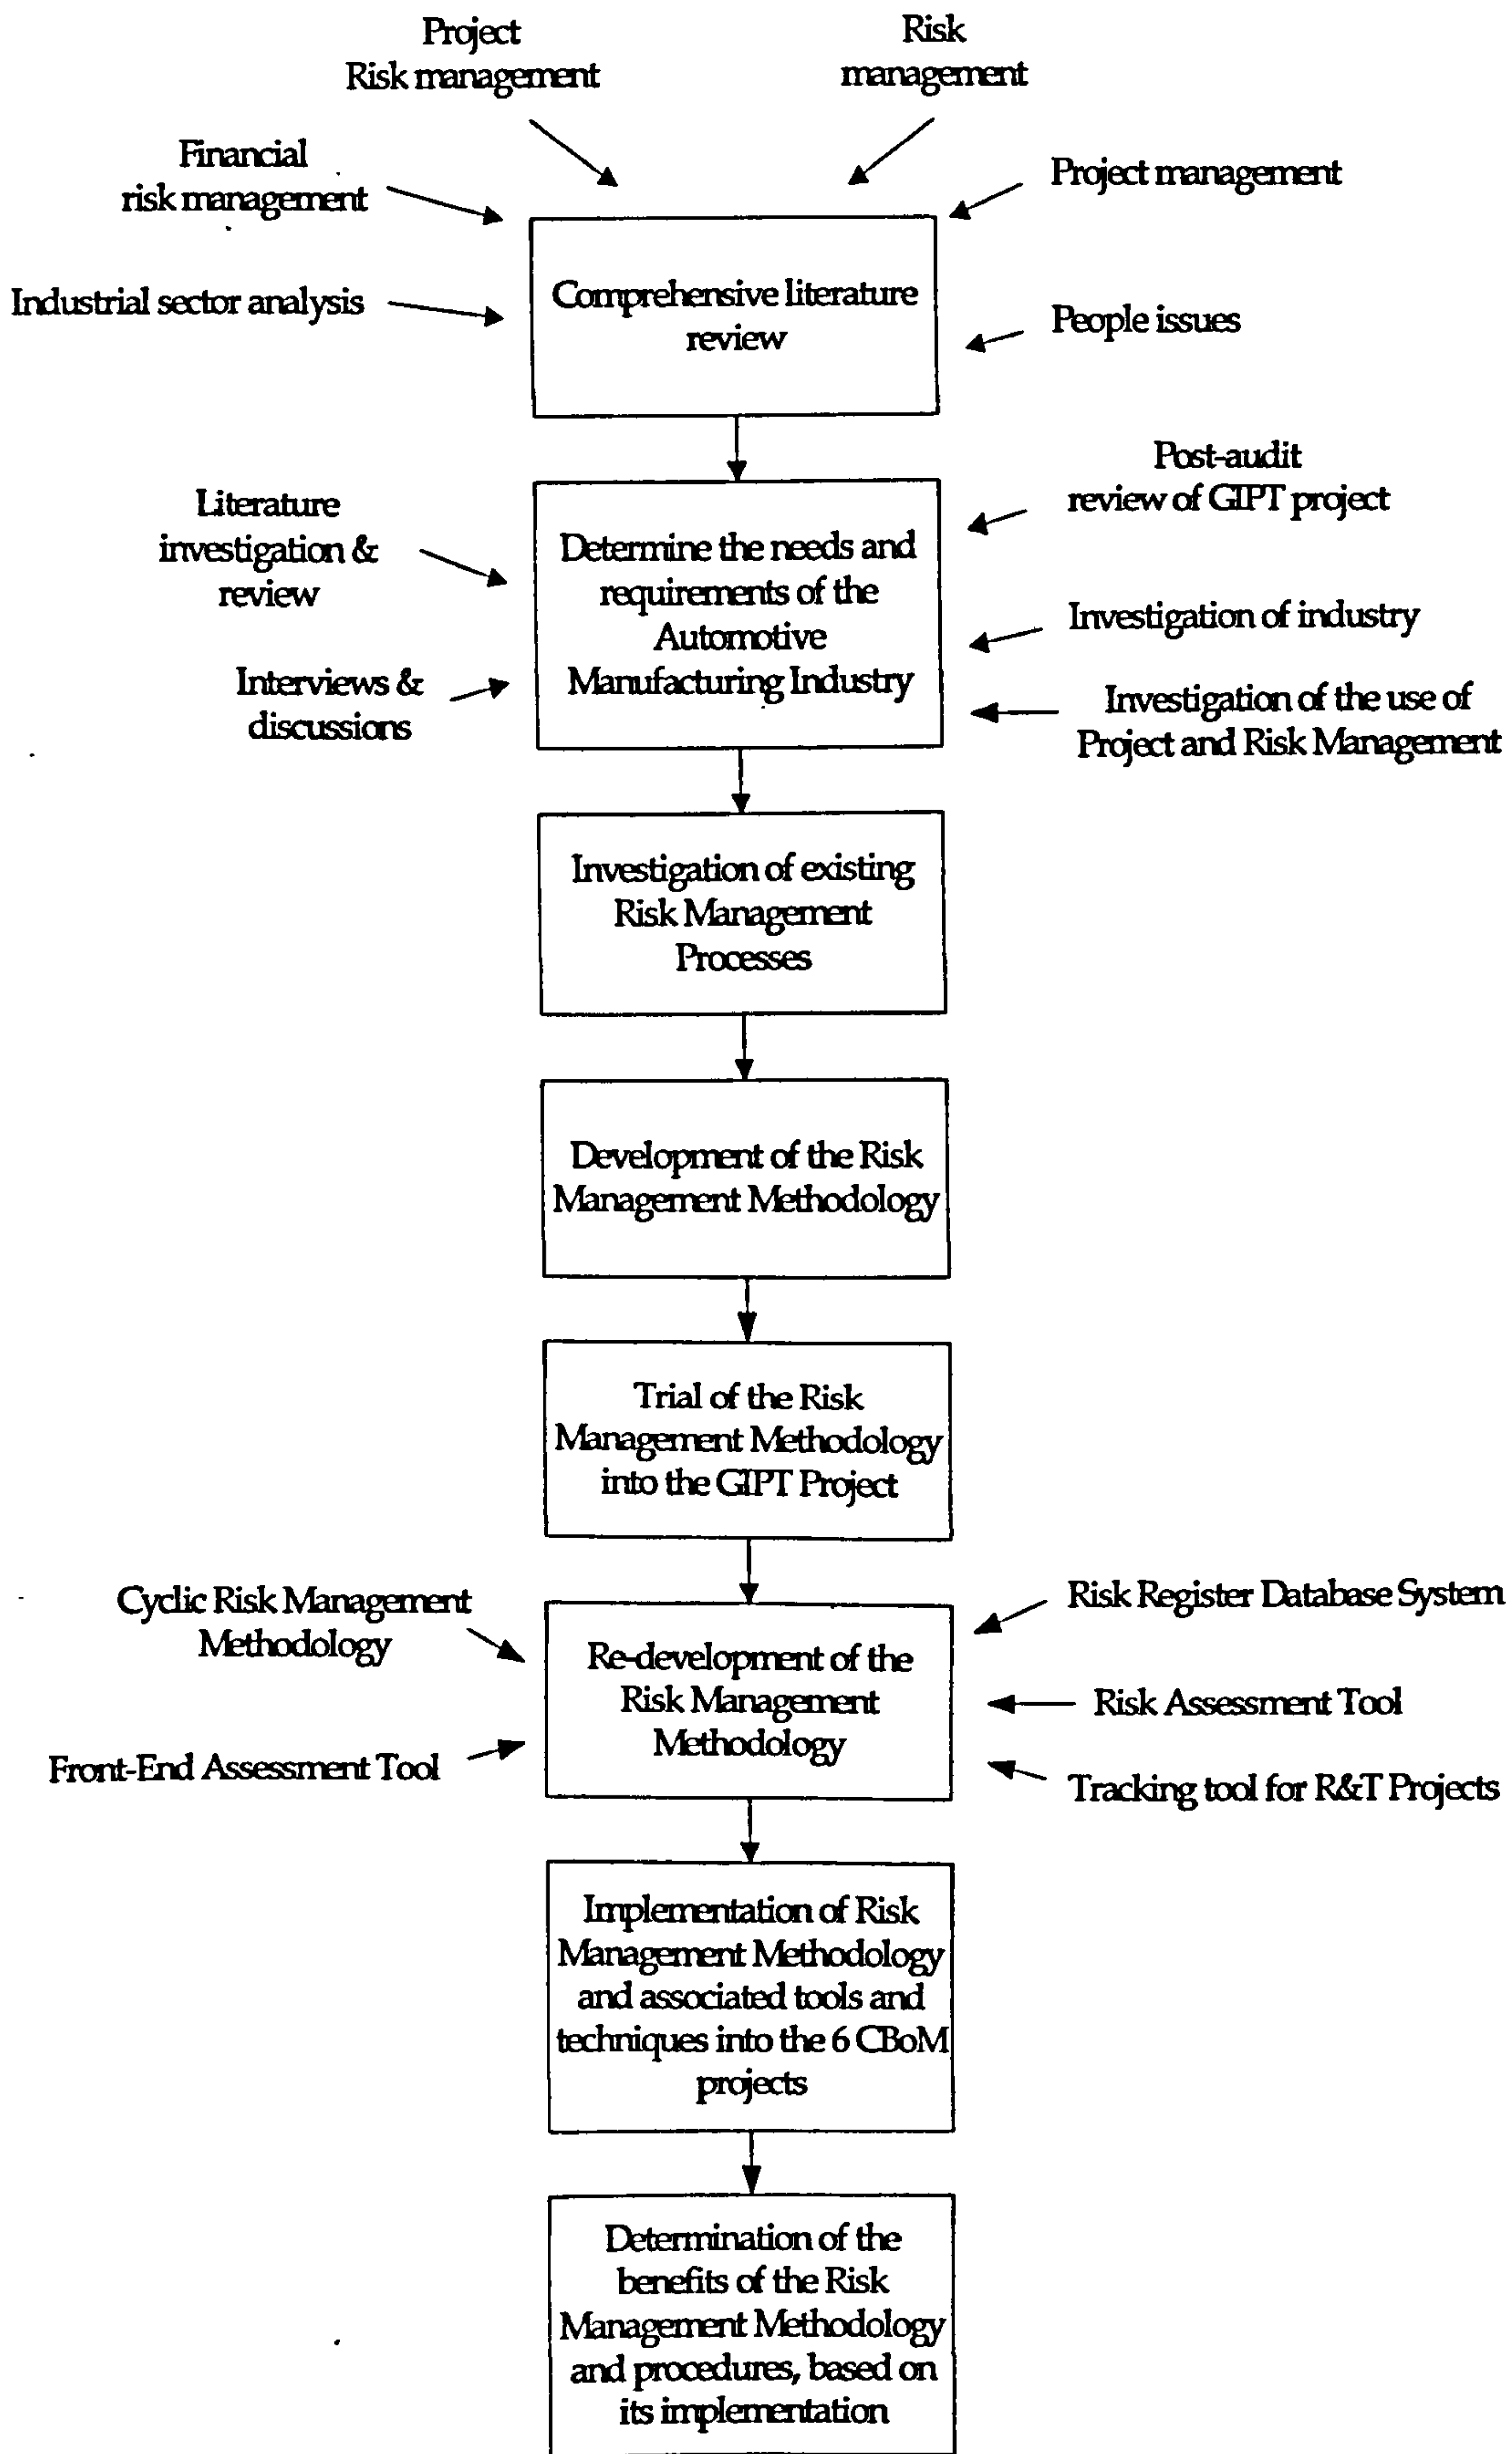 Project
Risk management
Risk
management
Financial
risk management
Project management
Industrial sector analysis
Comprehensive literature
review
People issues
Literature
investigation &
review
Interviews &
discussions
Determine the needs and
requirements of the
Automotive
Manufacturing Industry
Post-audit
review of GIPT project
Investigation of industry
Investigation of the use of
Project and Risk Management
Investigation of existing
Risk Management
Processes
Development of the Risk
Management Methodology
Trial of the Risk
Management Methodology
into the GIPT Project
Cyclic Risk Management
Methodology
Front-End Assessment Tool
Re-development of the
Risk Management
Methodology
Risk Register Database System
Risk Assessment Tool
Tracking tool for R&T Projects
Implementation of Risk
Management Methodology
and associated tools and
techniques into the 6 CBoM
projects
Determination of the
benefits of the Risk
Management Methodology
and procedures, based on
its implementation